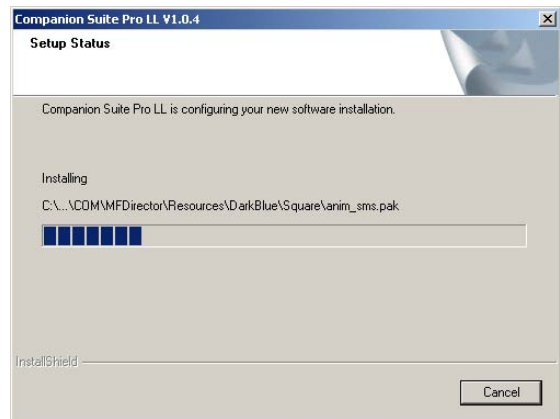 Companion Suite Pro LL V1.0.4
Setup Status
Companion Suite Pro LL is configuring your new software installation.
Installing
C:\...\COM\MFDirector\Resources\DarkBlue\Square\anim_sms.pak
InstallShield
Cancel